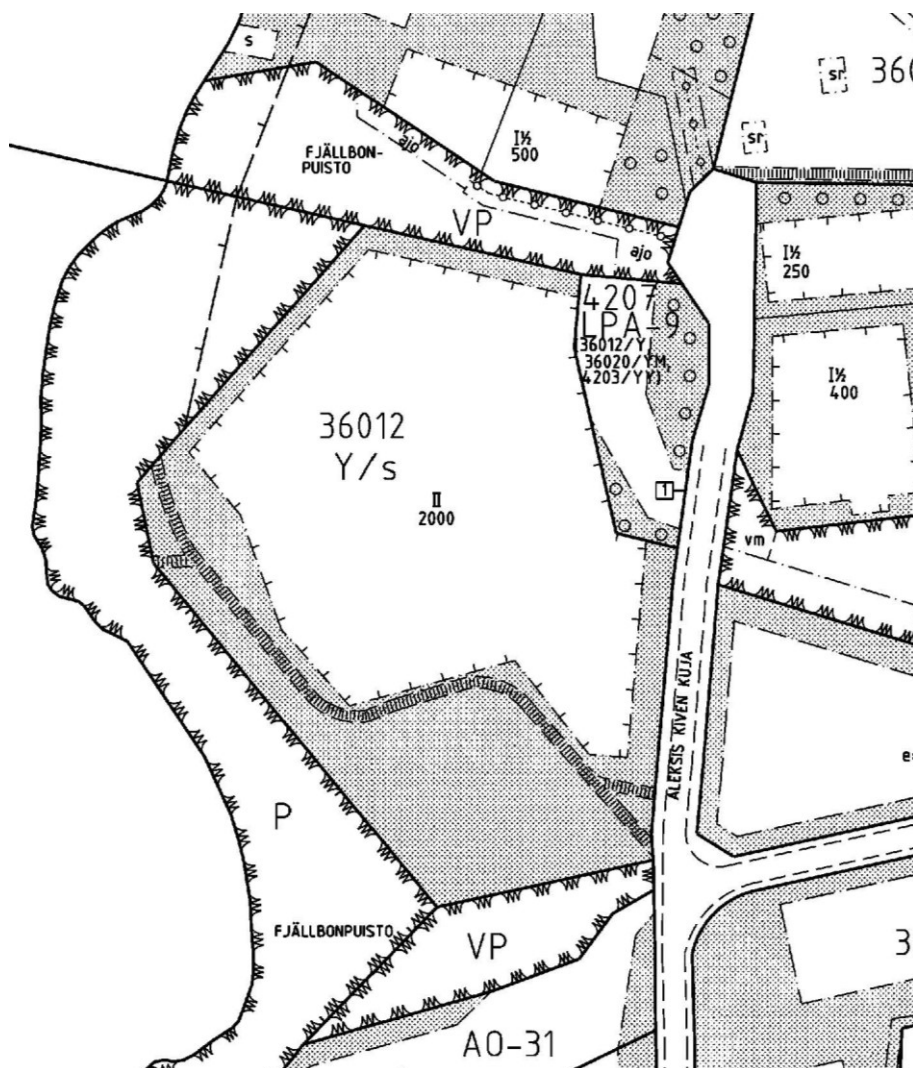 s
sr
360
sr
ajo
I½
500
FJÄLLBON-
PUISTO
VP
ajo
I½
250
4207
LPA-9
36012/Y
36020/YM,
4203/YY)
I½
400
36012
Y/s
II
2000
1
vm
ALEKSIS KIVEN KUJA
e
P
FJÄLLBONPUISTO
VP
3
AO-31